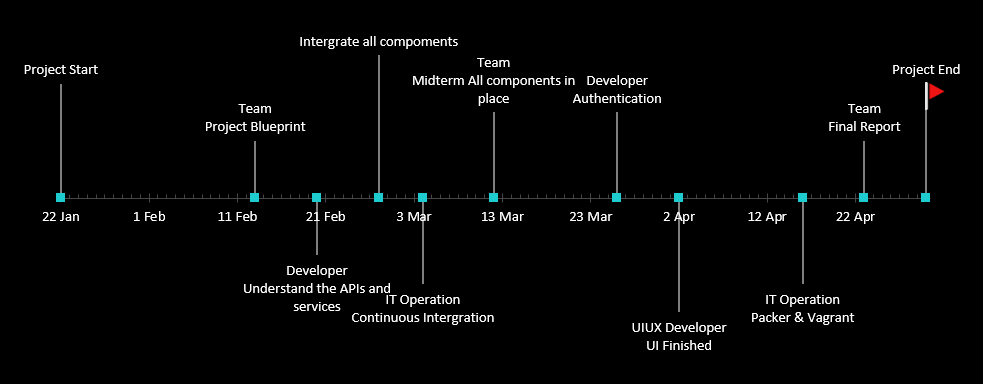 Intergrate all compoments
Project Start
Team
Midterm All components in
place
Developer
Authentication
Project End
Team
Project Blueprint
Team
Final Report
22 Jan
1 Feb
11 Feb
21 Feb
3 Mar
13 Mar
23 Mar
2 Apr
12 Apr
22 Apr
Developer
Understand the APIs and
services
IT Operation
Continuous Intergration
UIUX Developer
UI Finished
IT Operation
Packer & Vagrant